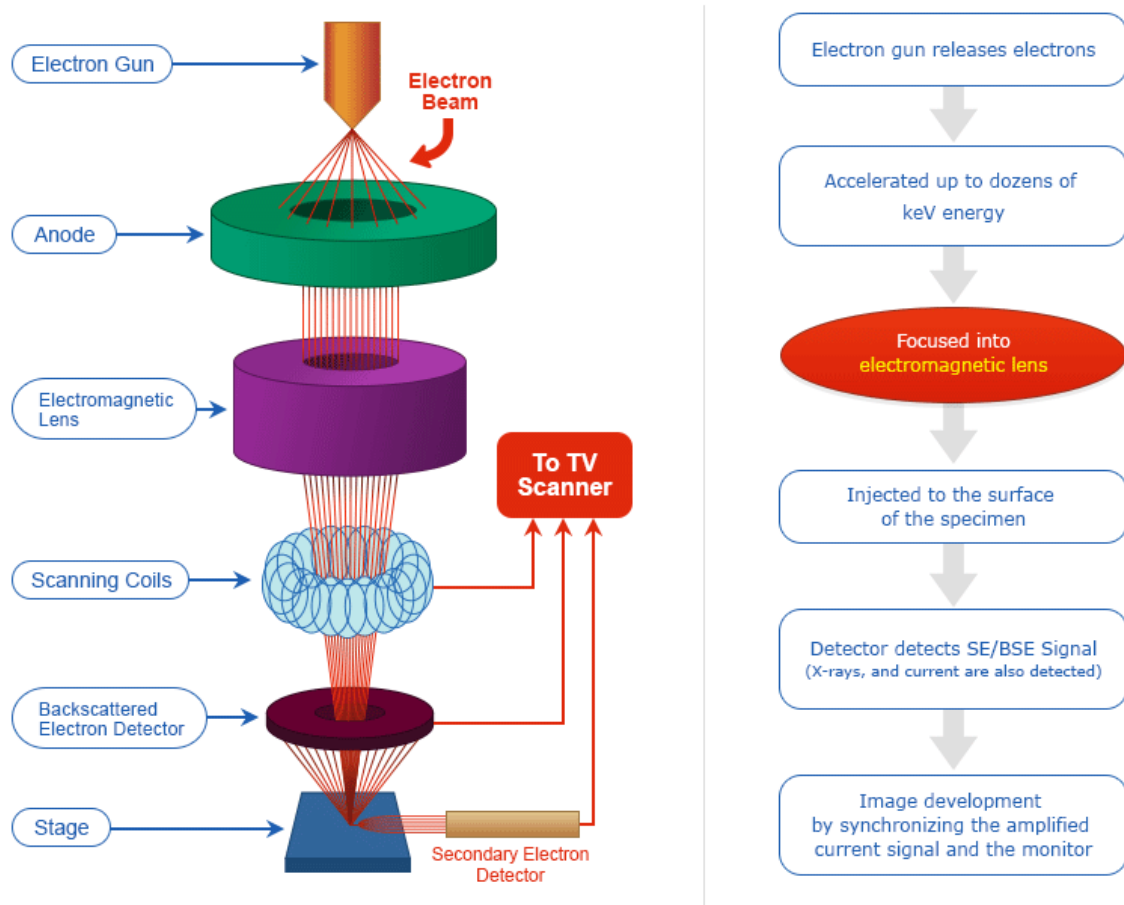 Electron Gun
Electron
Beam
Anode
Electromagnetic
Lens
To TV
Scanner
Scanning Coils
Backscattered
Electron Detector
Stage
Secondary Electron
Detector
Electron gun releases electrons
Accelerated up to dozens of
keV energy
Focused into
electromagnetic lens
Injected to the surface
of the specimen
Detector detects SE/BSE Signal
(X-rays, and current are also detected)
Image development
by synchronizing the amplified
current signal and the monitor